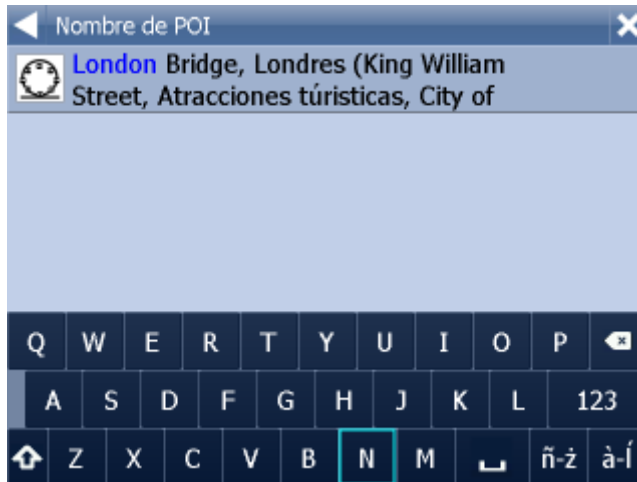 Nombre de POI
London Bridge, Londres (King William
Street, Atracciones túristicas, City of
Q W E R T Y U I O P
A S D F G H J K L 123
Z X C V B N M ñ-ż à-Í